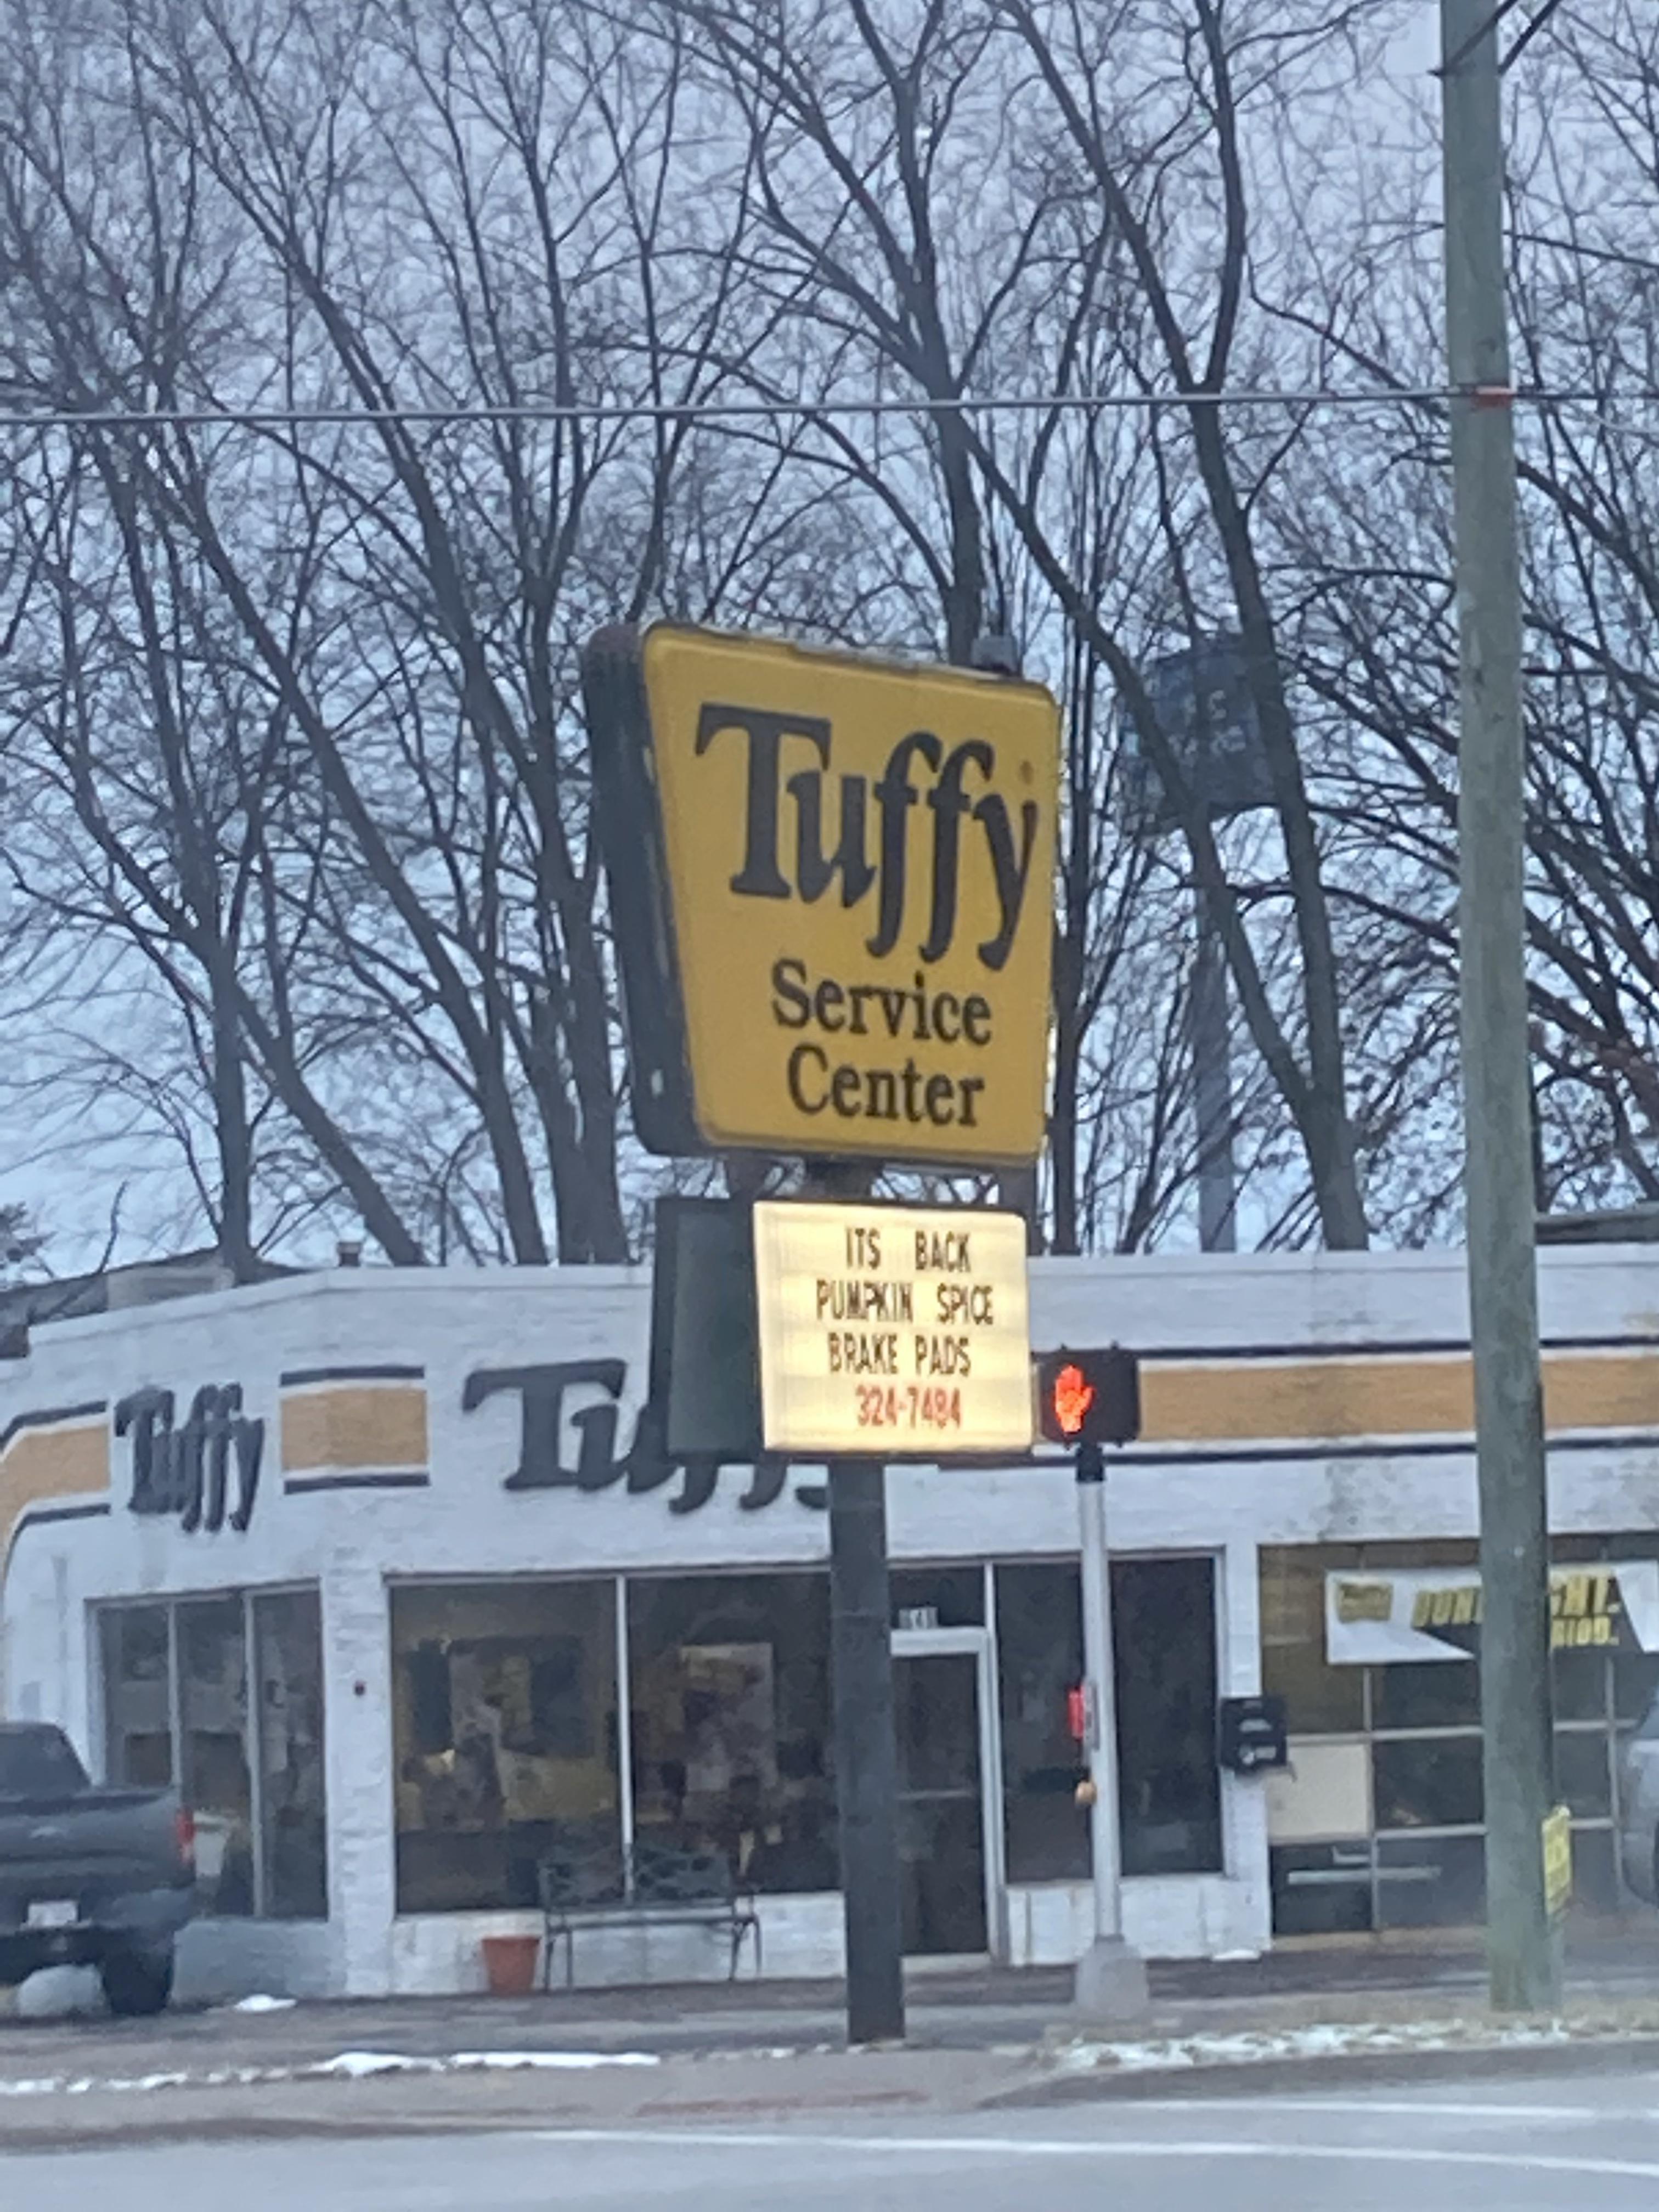 Tuffy
Service
Center
ITS BACK
PUMPKIN SPICE
BRAKE PADS
324-7484
Tuffy